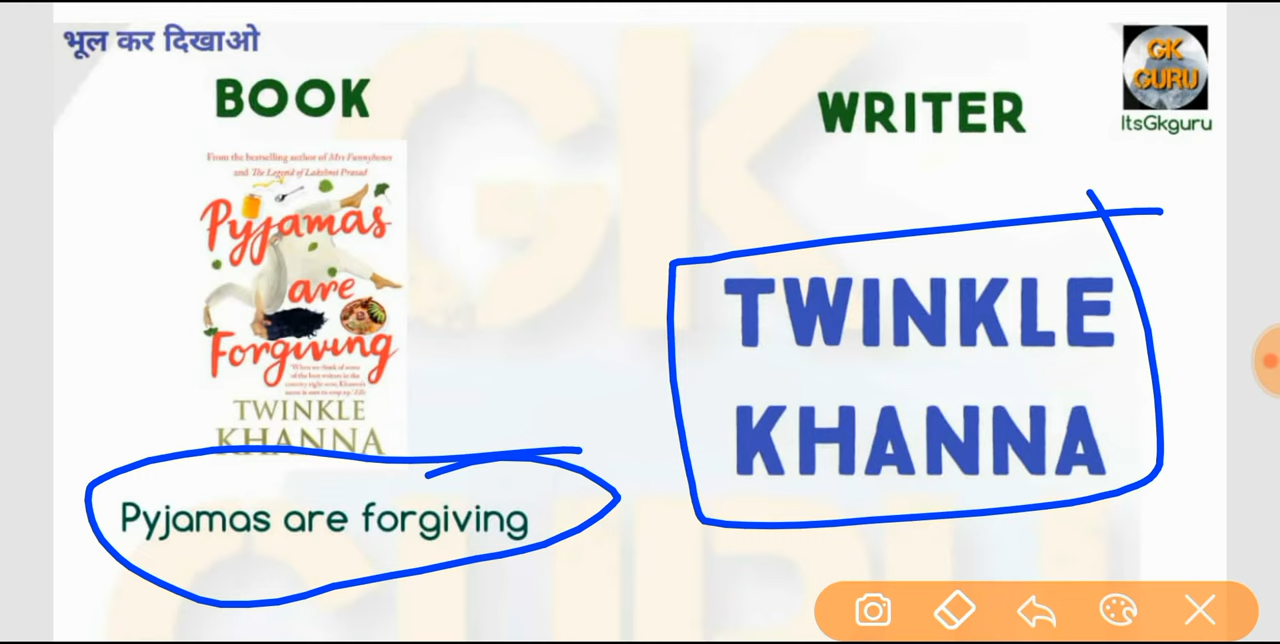 भूल कर दिखाओ
BOOK
WRITER
GK
GURU
ItsGkguru
From the bestselling author of Mrs Funnybones
and The Legend of Lakshmi Prasad
Pyjamas
are
Forgiving
TWINKLE
KHANNA
Pyjamas are forgiving
TWINKLE
KHANNA